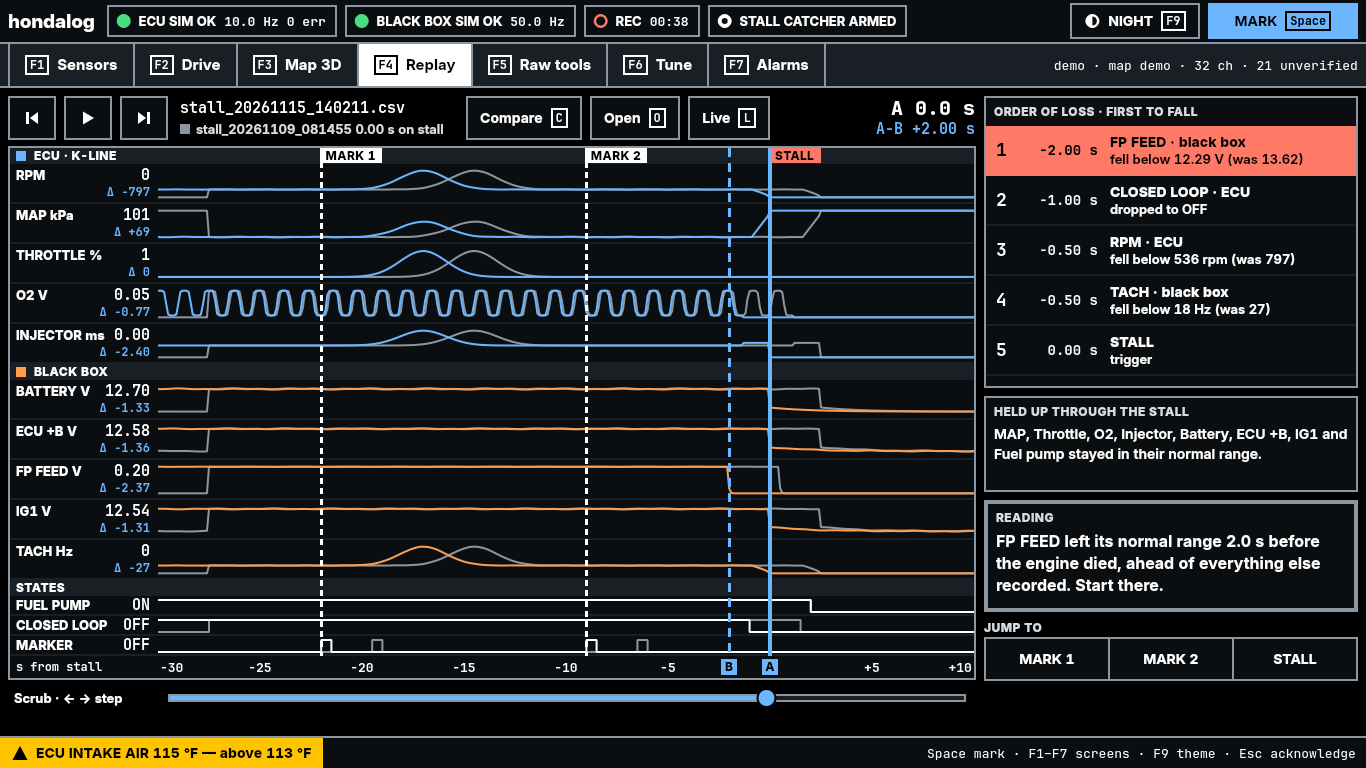 hondalog
ECU SIM OK 10.0 Hz 0 err
BLACK BOX SIM OK 50.0 Hz
REC 00:38
STALL CATCHER ARMED
NIGHT F9
MARK Space
F1 Sensors
F2 Drive
F3 Map 3D
F4 Replay
F5 Raw tools
F6 Tune
F7 Alarms
demo · map demo · 32 ch · 21 unverified
stall_20261115_140211.csv
stall_20261109_081455 0.00 s on stall
Compare C
Open O
Live L
A 0.0 s
A-B +2.00 s
ECU · K-LINE
MARK 1
MARK 2
STALL
RPM 0
Δ -797
MAP kPa 101
Δ +69
THROTTLE % 1
Δ 0
O2 V 0.05
Δ -0.77
INJECTOR ms 0.00
Δ -2.40
BLACK BOX
BATTERY V 12.70
Δ -1.33
ECU +B V 12.58
Δ -1.36
FP FEED V 0.20
Δ -2.37
IG1 V 12.54
Δ -1.31
TACH Hz 0
Δ -27
STATES
FUEL PUMP ON
CLOSED LOOP OFF
MARKER OFF
s from stall -30 -25 -20 -15 -10 -5 B A +5 +10
Scrub · ← → step
ORDER OF LOSS · FIRST TO FALL
1 -2.00 s FP FEED · black box
fell below 12.29 V (was 13.62)
2 -1.00 s CLOSED LOOP · ECU
dropped to OFF
3 -0.50 s RPM · ECU
fell below 536 rpm (was 797)
4 -0.50 s TACH · black box
fell below 18 Hz (was 27)
5 0.00 s STALL
trigger
HELD UP THROUGH THE STALL
MAP, Throttle, O2, Injector, Battery, ECU +B, IG1 and
Fuel pump stayed in their normal range.
READING
FP FEED left its normal range 2.0 s before
the engine died, ahead of everything else
recorded. Start there.
JUMP TO
MARK 1
MARK 2
STALL
ECU INTAKE AIR 115 °F — above 113 °F
Space mark · F1–F7 screens · F9 theme · Esc acknowledge